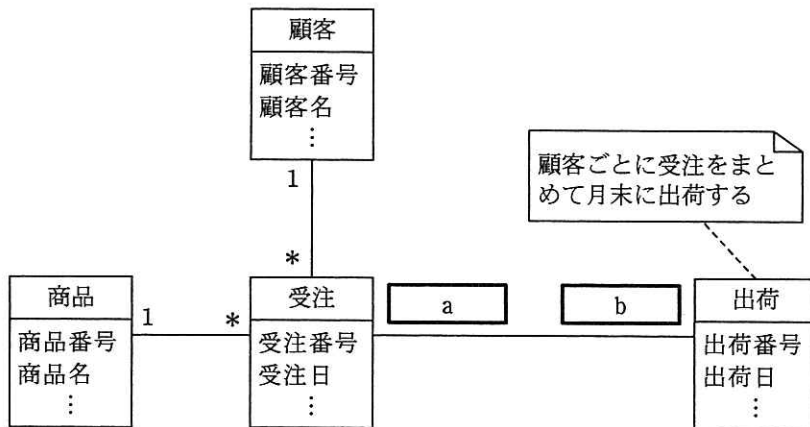 顧客
顧客番号
顧客名
⋮
顧客ごとに受注をまと
めて月末に出荷する
1
*
商品
商品番号
商品名
⋮
1
*
受注
受注番号
受注日
⋮
a
b
出荷
出荷番号
出荷日
⋮